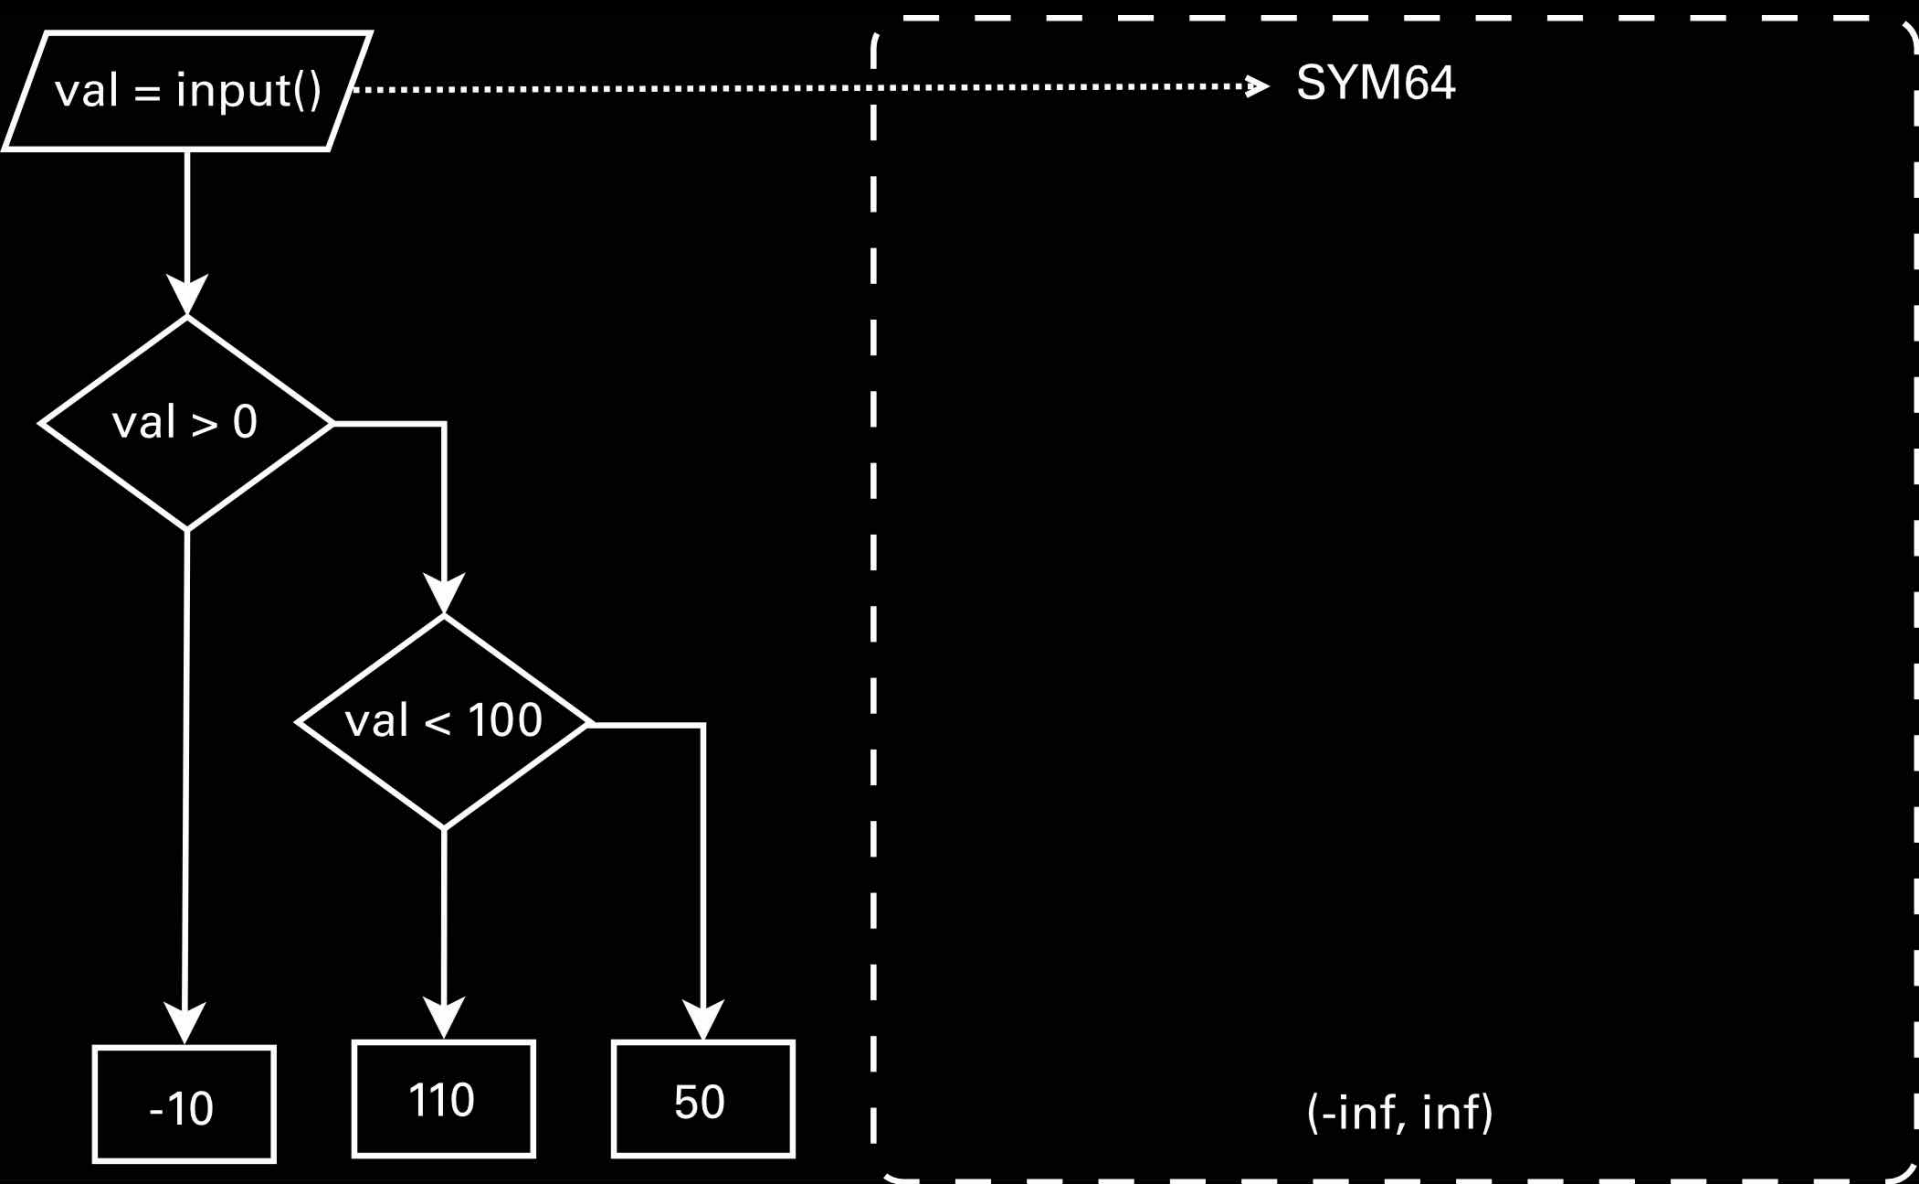 val = input()
SYM64
val > 0
val < 100
-10
110
50
(-inf, inf)